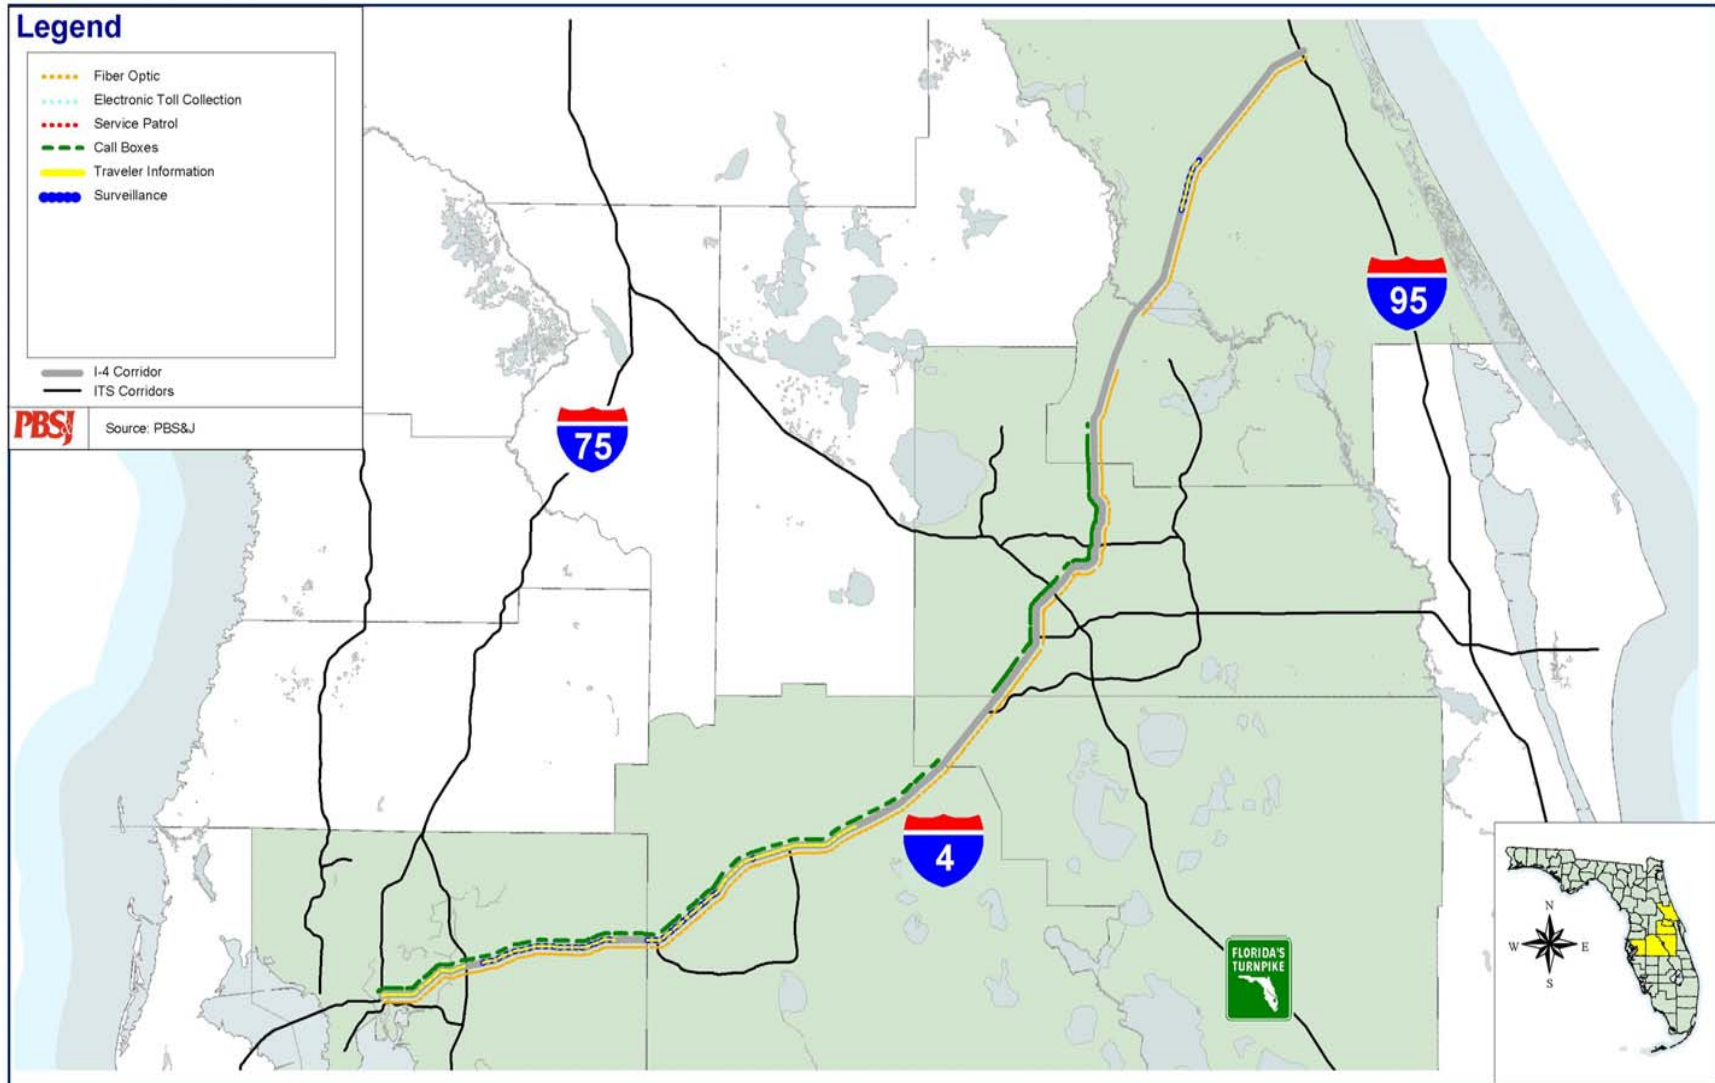 Legend
Fiber Optic
Electronic Toll Collection
Service Patrol
Call Boxes
Traveler Information
Surveillance
I-4 Corridor
ITS Corridors
PBSJ
Source: PBS&J
95
75
4
FLORIDA'S
TURNPIKE
N
W
E
S